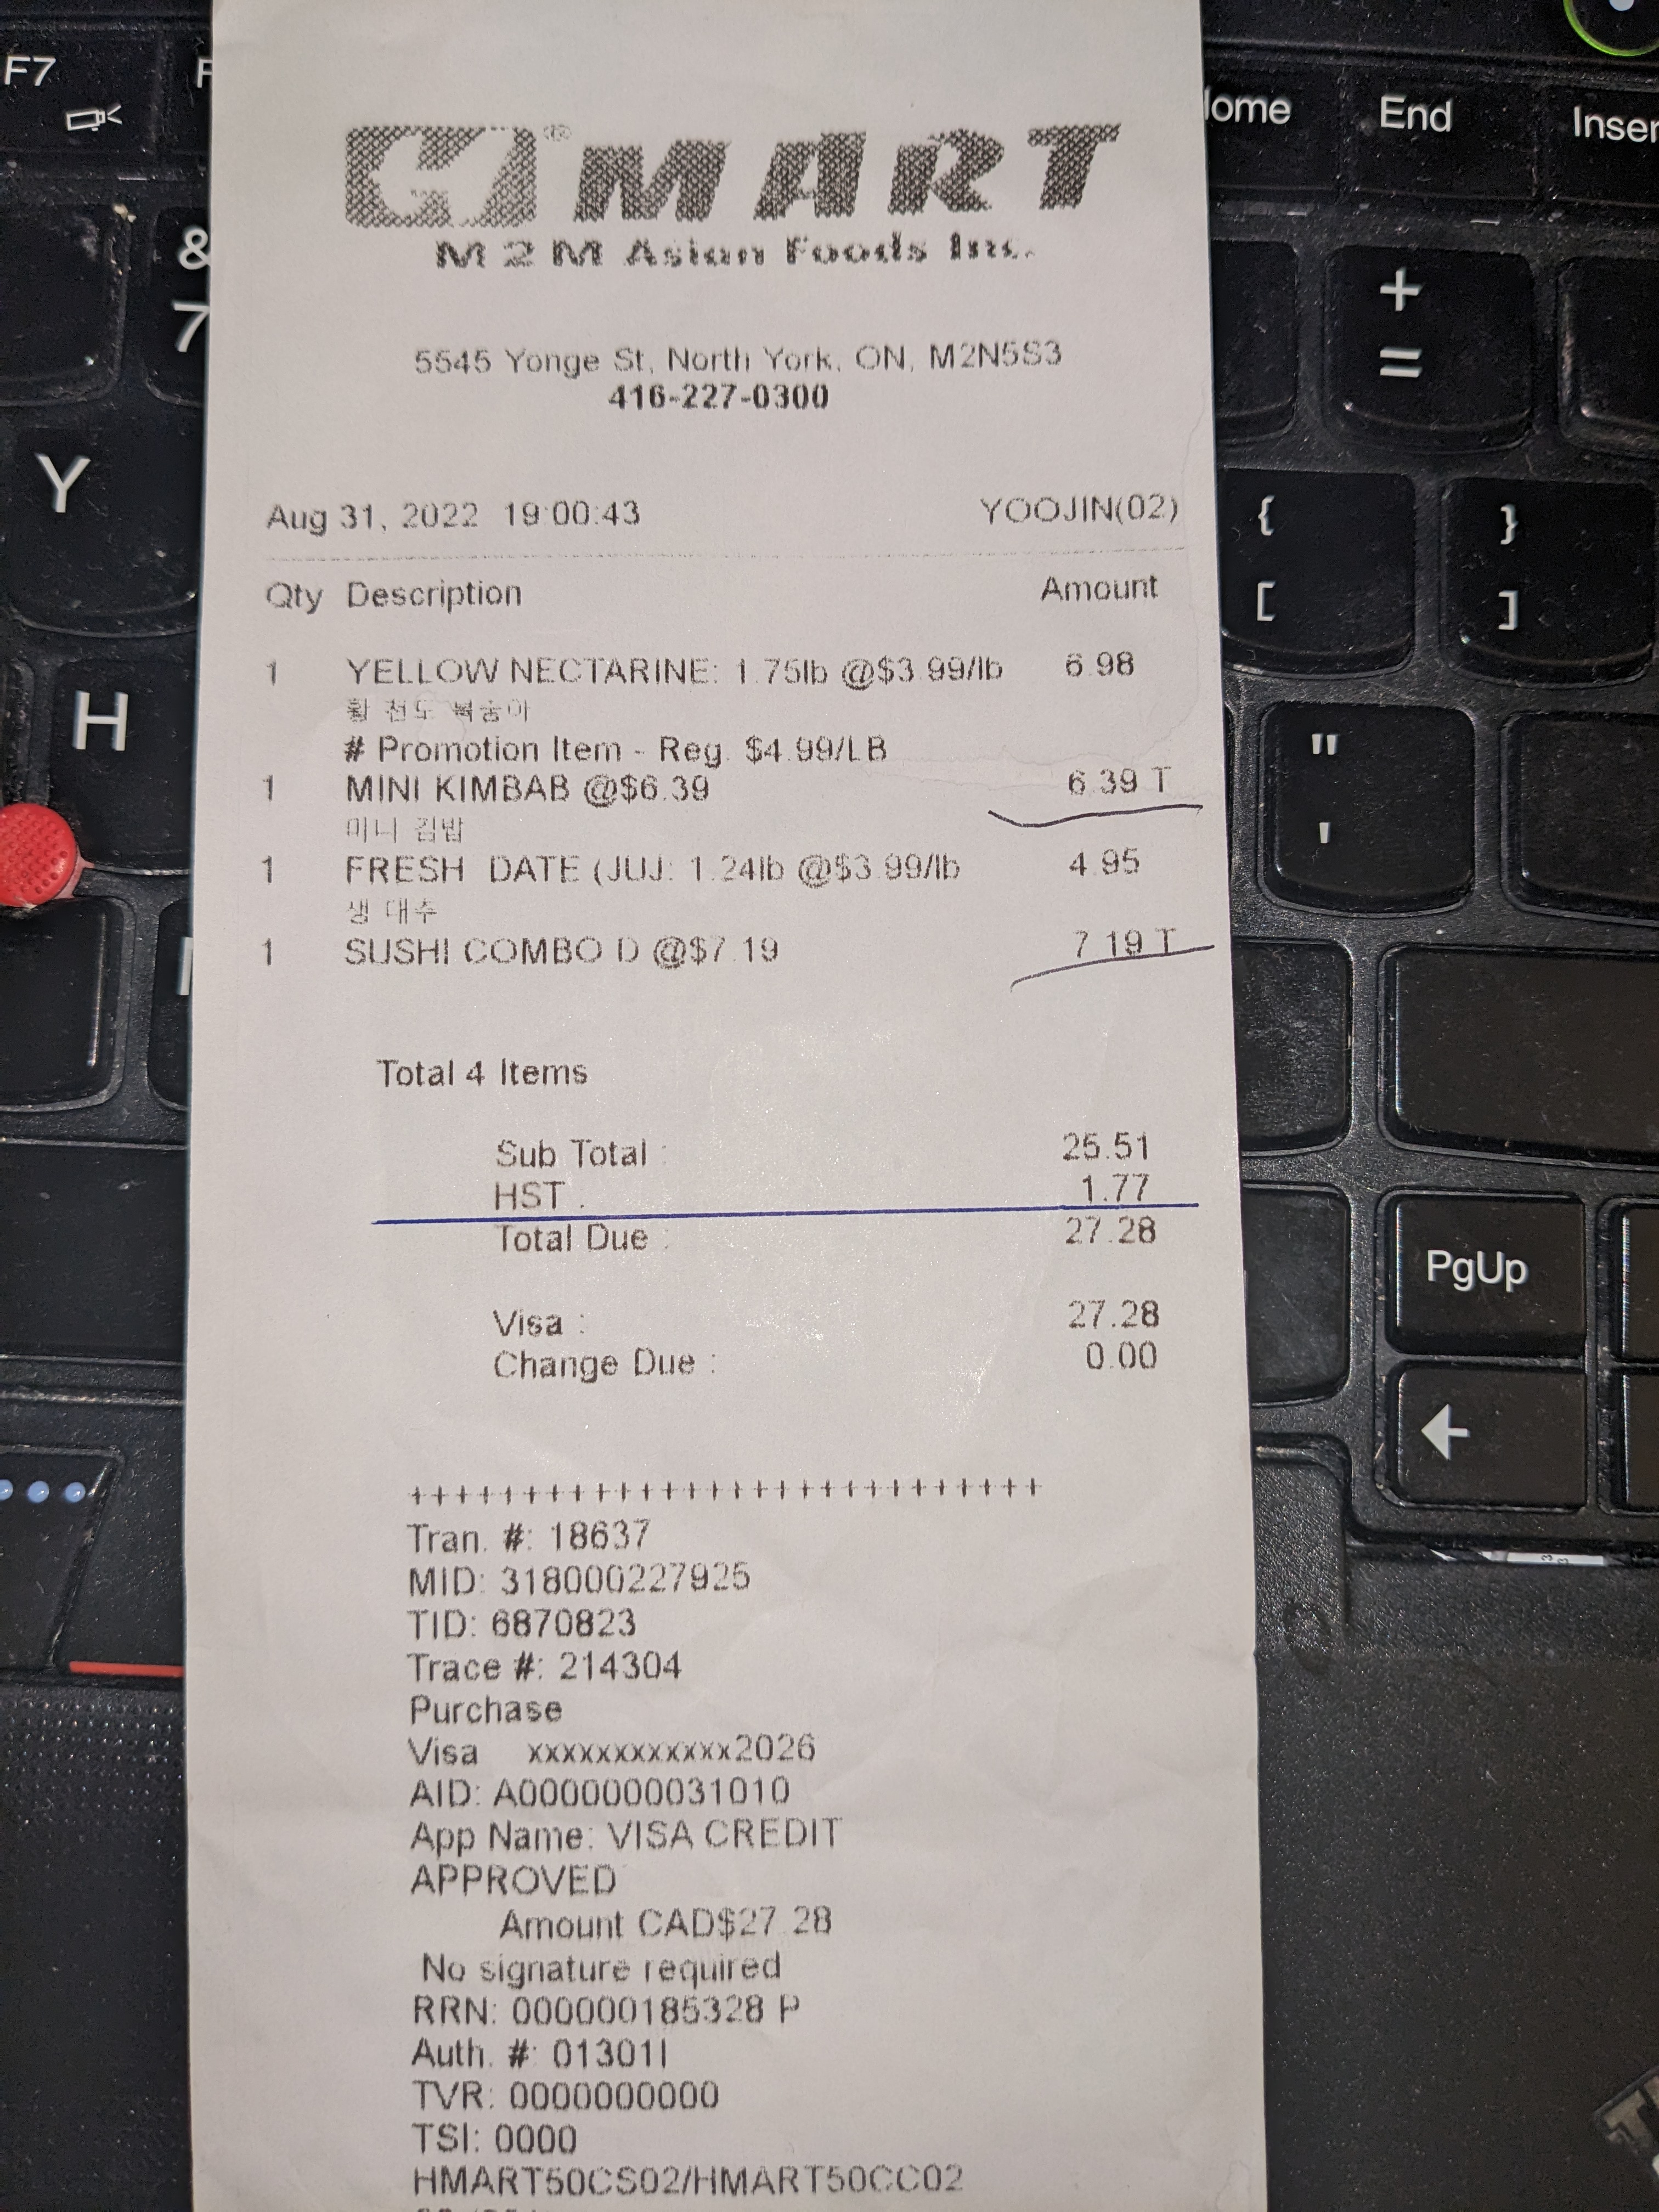 H MART
M 2 M Asian Foods Inc.
5545 Yonge St, North York, ON, M2N5S3
416-227-0300
Aug 31, 2022 19:00:43 YOOJIN(02)
Qty Description Amount
1 YELLOW NECTARINE: 1.75lb @$3.99/lb 6.98
황 천도 복숭아
# Promotion Item - Reg. $4.99/LB
1 MINI KIMBAB @$6.39 6.39 T
미니 김밥
1 FRESH DATE (JUJ: 1.24lb @$3.99/lb 4.95
생 대추
1 SUSHI COMBO D @$7.19 7.19 T
Total 4 Items
Sub Total : 25.51
HST : 1.77
Total Due : 27.28
Visa : 27.28
Change Due : 0.00
+++++++++++++++++++++++++++
Tran. #: 18637
MID: 318000227925
TID: 6870823
Trace #: 214304
Purchase
Visa xxxxxxxxxxxx2026
AID: A0000000031010
App Name: VISA CREDIT
APPROVED
Amount CAD$27.28
No signature required
RRN: 000000185328 P
Auth. #: 01301I
TVR: 0000000000
TSI: 0000
HMART50CS02/HMART50CC02
F7
Home
End
Insert
&
7
+
=
Y
{
[
}
]
H
"
'
PgUp